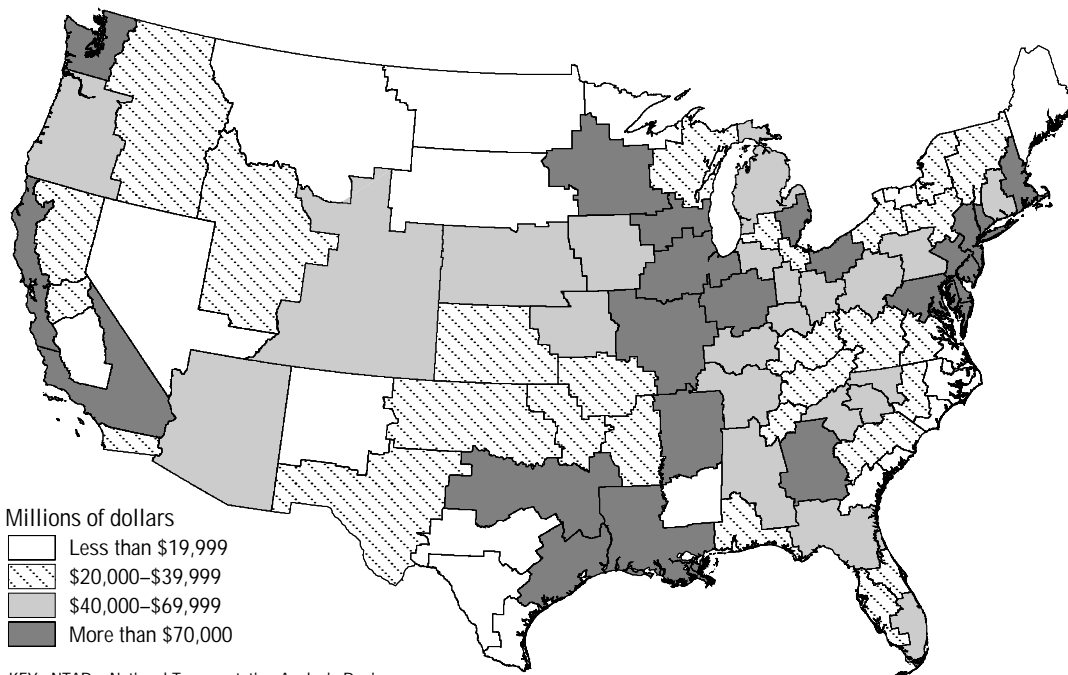 Millions of dollars
Less than $19,999
$20,000–$39,999
$40,000–$69,999
More than $70,000